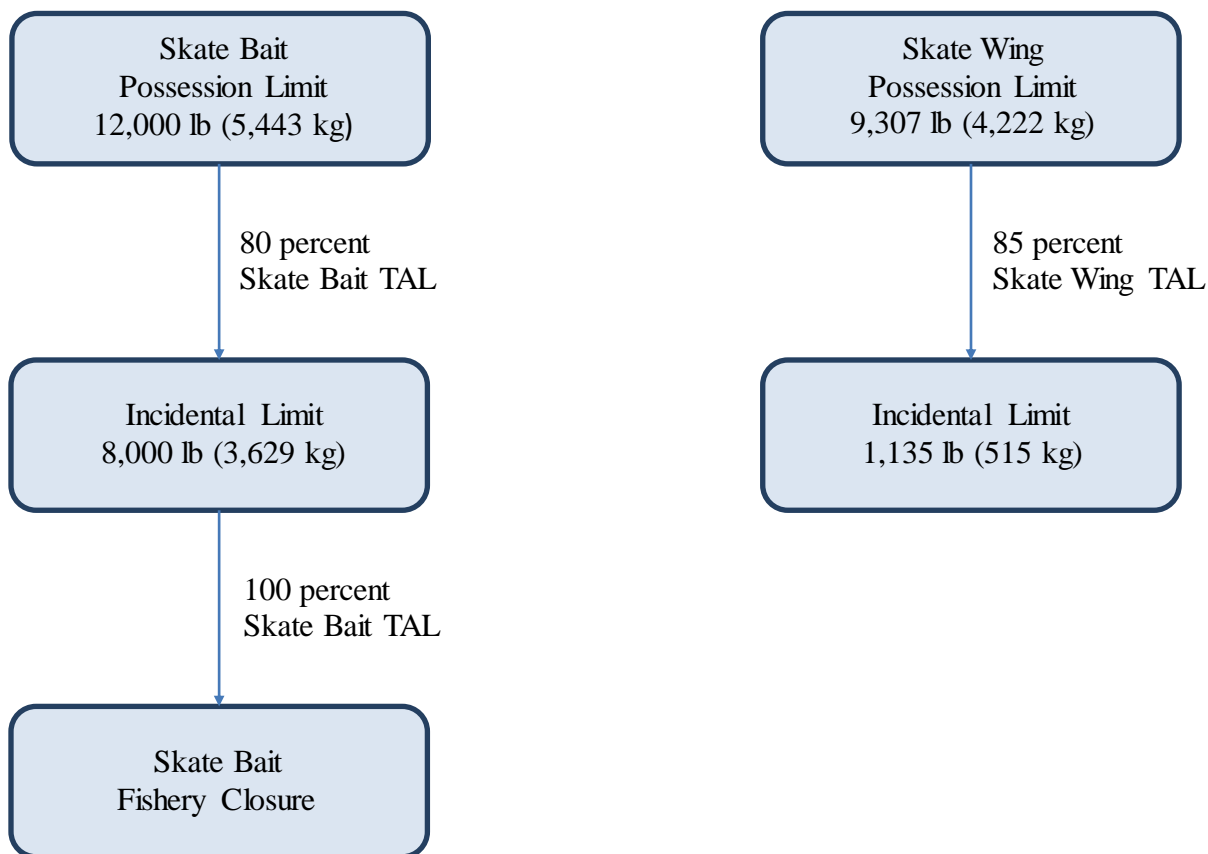 Skate Bait
Possession Limit
12,000 lb (5,443 kg)
80 percent
Skate Bait TAL
Incidental Limit
8,000 lb (3,629 kg)
100 percent
Skate Bait TAL
Skate Bait
Fishery Closure
Skate Wing
Possession Limit
9,307 lb (4,222 kg)
85 percent
Skate Wing TAL
Incidental Limit
1,135 lb (515 kg)